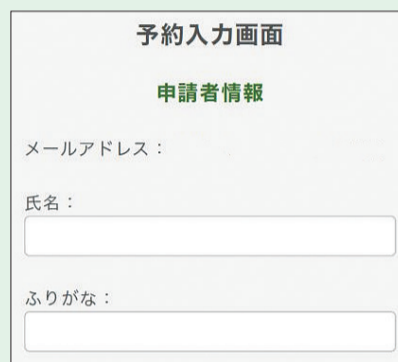 予約入力画面
申請者情報
メールアドレス：
氏名：
ふりがな：